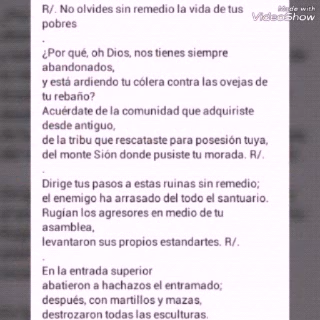 Made with
VideoShow
R/. No olvides sin remedio la vida de tus
pobres
.
¿Por qué, oh Dios, nos tienes siempre
abandonados,
y está ardiendo tu cólera contra las ovejas de
tu rebaño?
Acuérdate de la comunidad que adquiriste
desde antiguo,
de la tribu que rescataste para posesión tuya,
del monte Sión donde pusiste tu morada. R/.
.
Dirige tus pasos a estas ruinas sin remedio;
el enemigo ha arrasado del todo el santuario.
Rugían los agresores en medio de tu
asamblea,
levantaron sus propios estandartes. R/.
.
En la entrada superior
abatieron a hachazos el entramado;
después, con martillos y mazas,
destrozaron todas las esculturas.